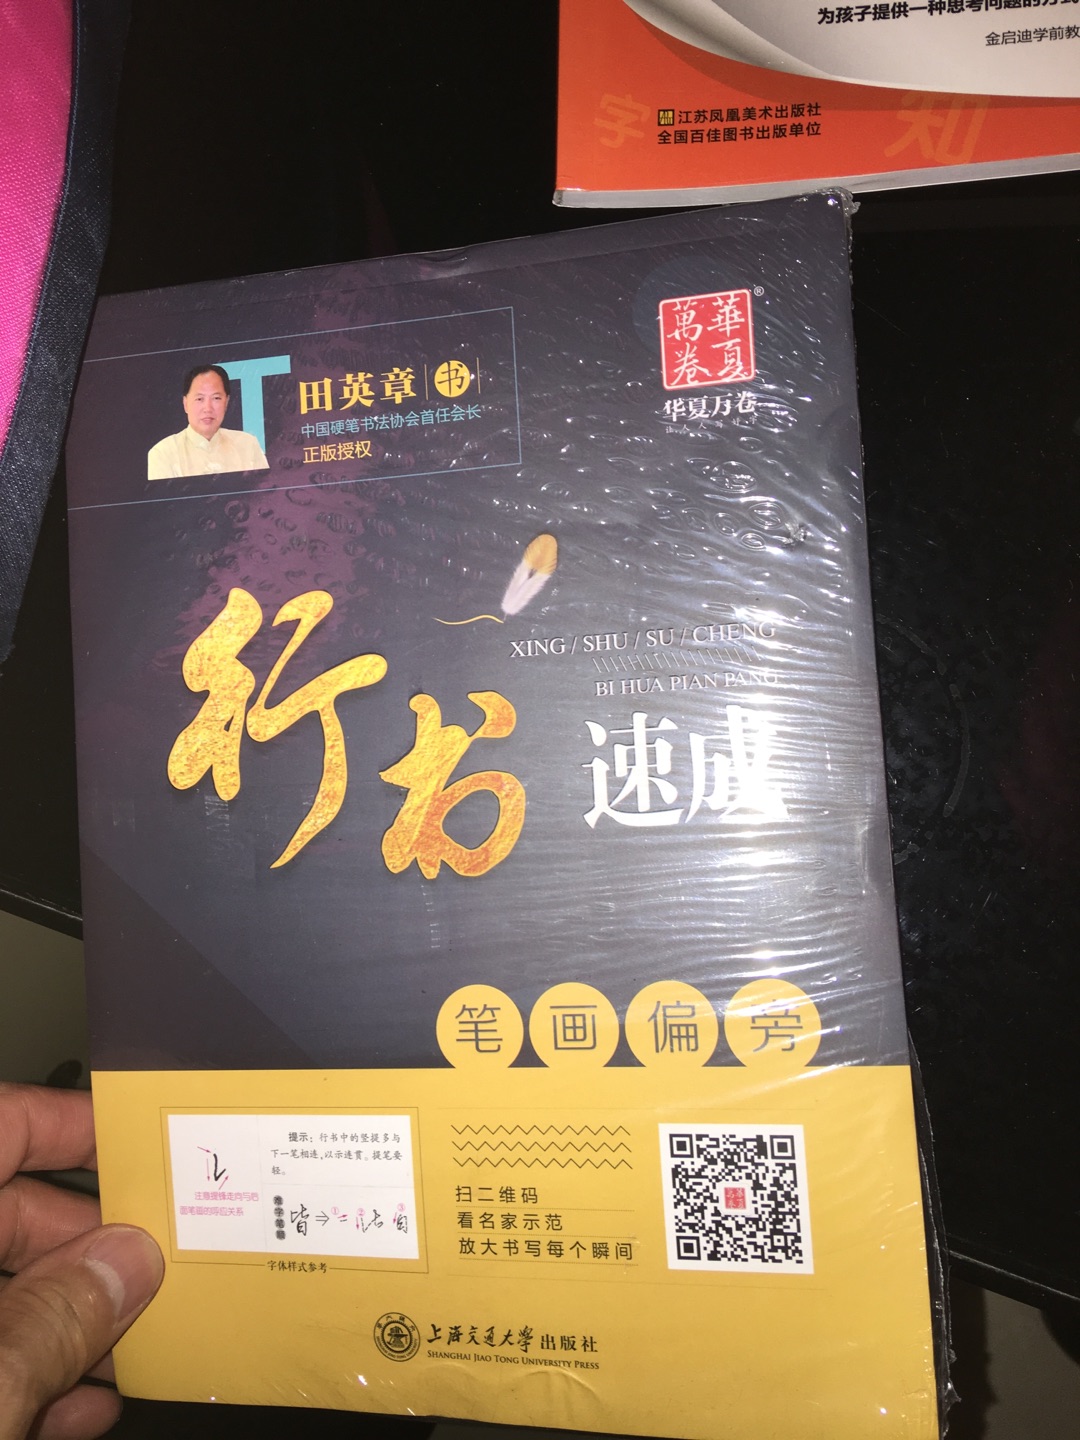 为孩子提供一种思考问题的方式
金启迪学前教
字
知
江苏凤凰美术出版社
全国百佳图书出版单位
華夏
萬卷
®
华夏万卷
T
田英章 书
中国硬笔书法协会首任会长
正版授权
行书
XING / SHU / SU / CHENG
BI HUA PIAN PANG
速成
笔画偏旁
提示：行书中的竖提多与
下一笔相连，以示连贯。提笔要
轻。
注意提锋走向与后
面笔画的呼应关系
难字笔顺
皆⇒①②③
字体样式参考
扫二维码
看名家示范
放大书写每个瞬间
上海交通大学出版社
SHANGHAI JIAO TONG UNIVERSITY PRESS